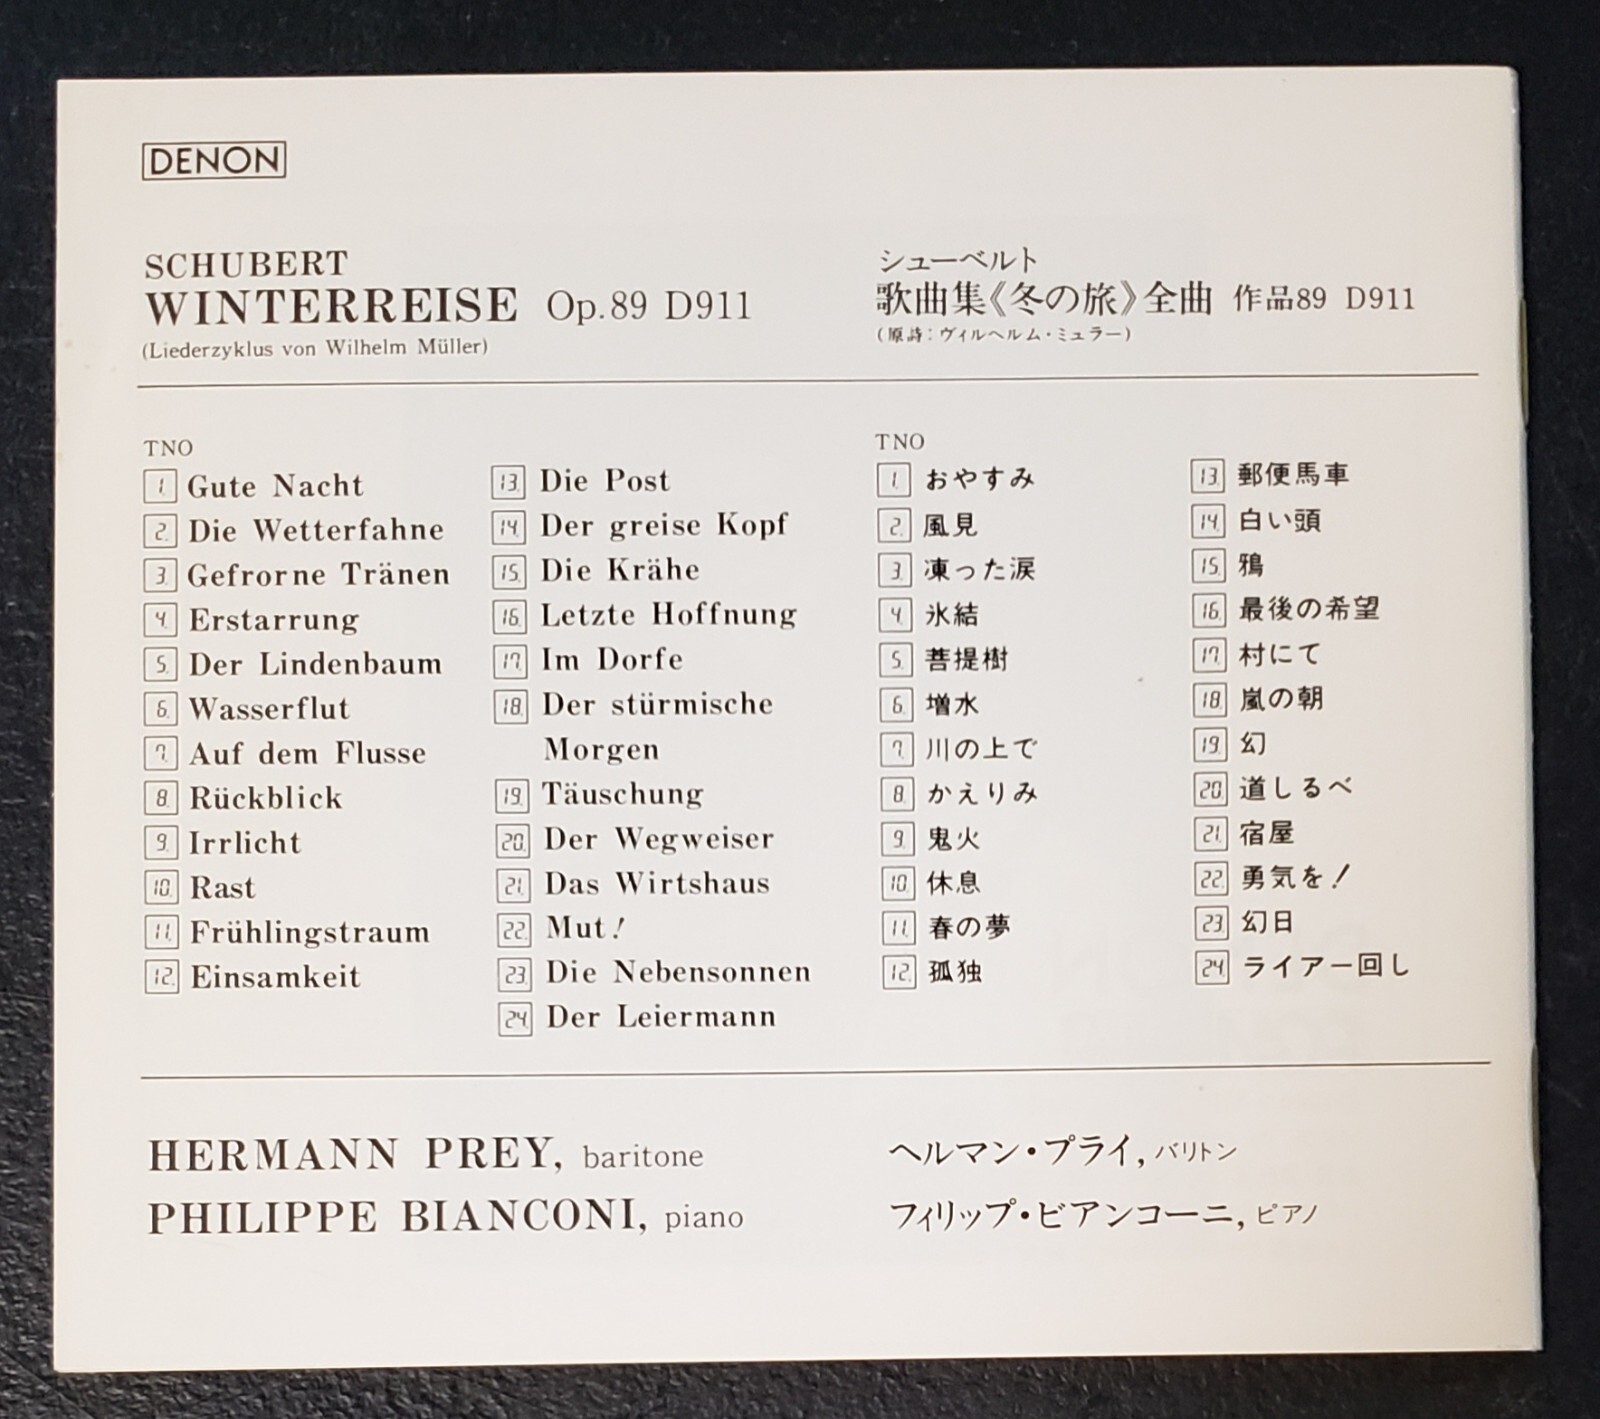 DENON
SCHUBERT
WINTERREISE Op.89 D911
(Liederzyklus von Wilhelm Müller)
シューベルト
歌曲集《冬の旅》全曲 作品89 D911
(原詩：ヴィルヘルム・ミュラー)
TNO
1. Gute Nacht
2. Die Wetterfahne
3. Gefrorne Tränen
4. Erstarrung
5. Der Lindenbaum
6. Wasserflut
7. Auf dem Flusse
8. Rückblick
9. Irrlicht
10. Rast
11. Frühlingstraum
12. Einsamkeit
13. Die Post
14. Der greise Kopf
15. Die Krähe
16. Letzte Hoffnung
17. Im Dorfe
18. Der stürmische
Morgen
19. Täuschung
20. Der Wegweiser
21. Das Wirtshaus
22. Mut!
23. Die Nebensonnen
24. Der Leiermann
TNO
1. おやすみ
2. 風見
3. 凍った涙
4. 氷結
5. 菩提樹
6. 増水
7. 川の上で
8. かえりみ
9. 鬼火
10. 休息
11. 春の夢
12. 孤独
13. 郵便馬車
14. 白い頭
15. 鴉
16. 最後の希望
17. 村にて
18. 嵐の朝
19. 幻
20. 道しるべ
21. 宿屋
22. 勇気を!
23. 幻日
24. ライアー回し
HERMANN PREY, baritone
PHILIPPE BIANCONI, piano
ヘルマン・プライ, バリトン
フィリップ・ビアンコーニ, ピアノ